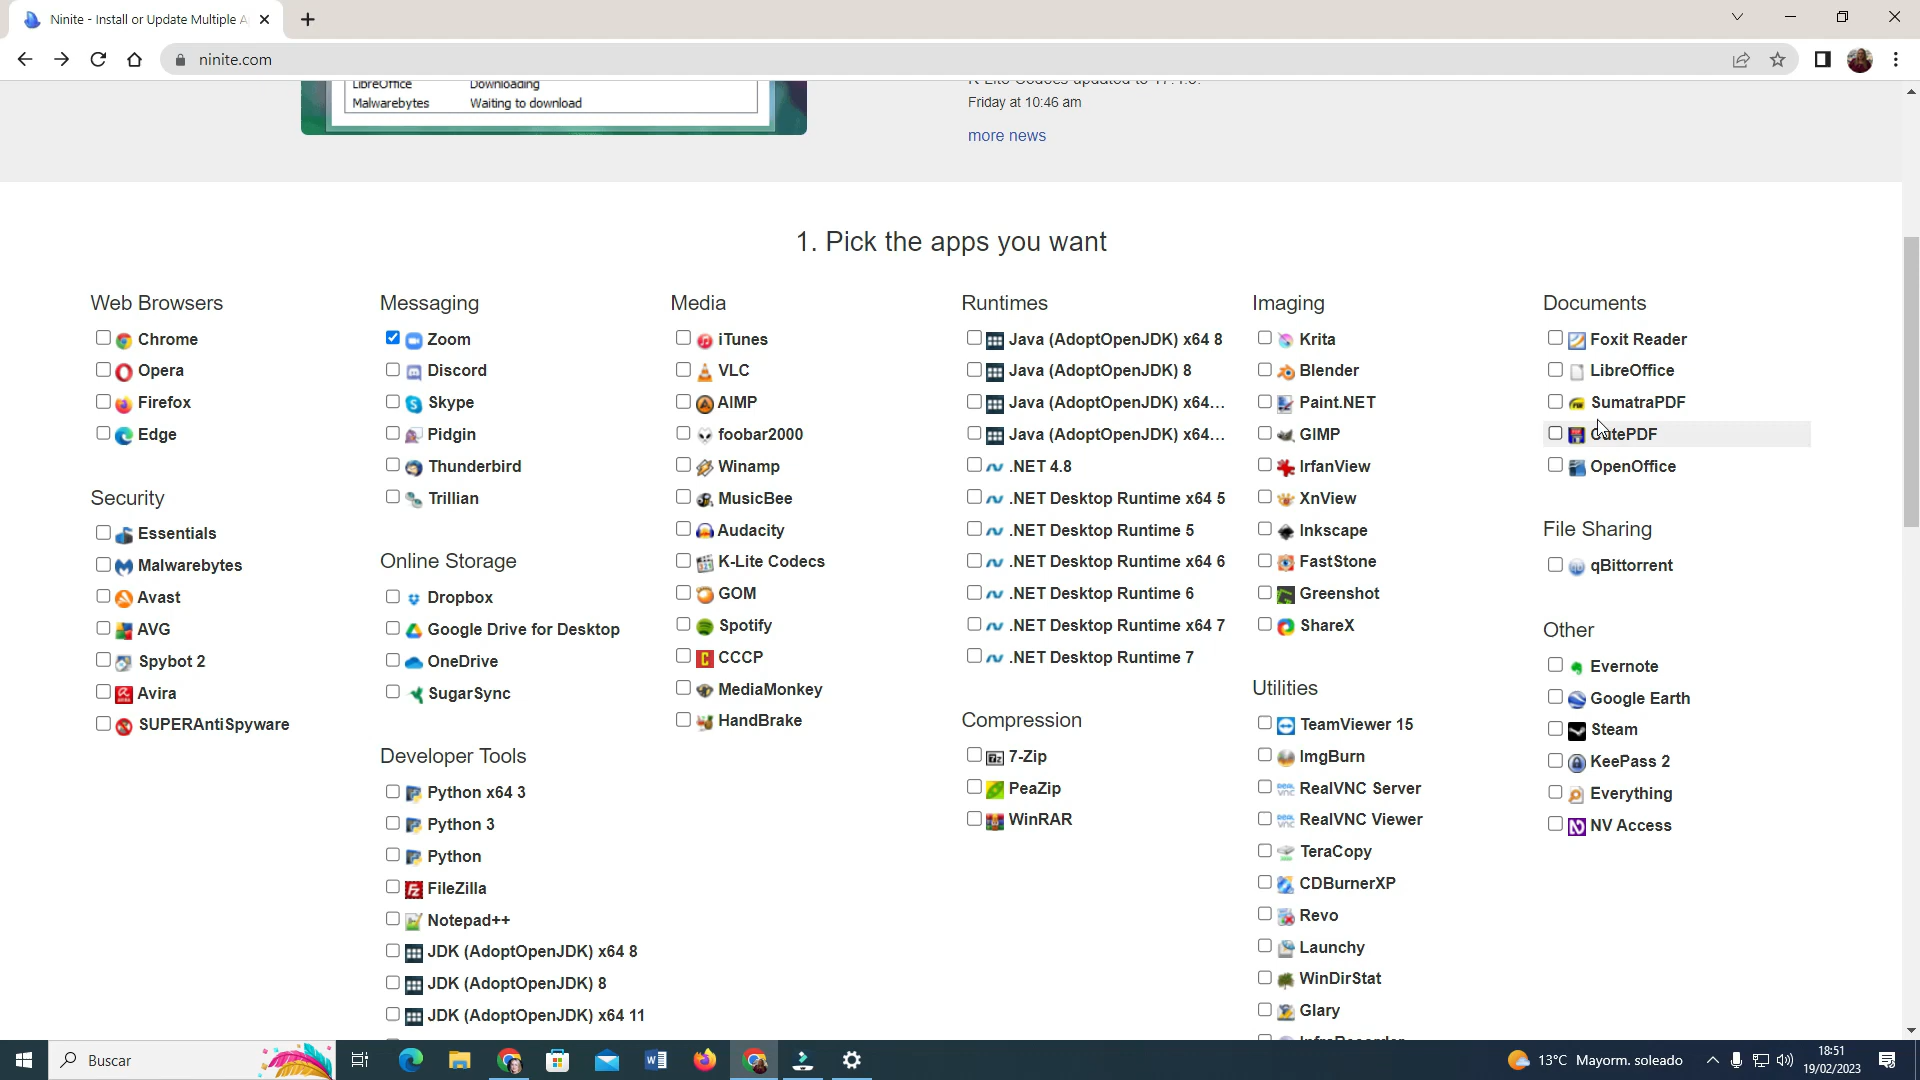 Ninite - Install or Update Multiple A
ninite.com
LibreOffice Downloading
Malwarebytes Waiting to download
Friday at 10:46 am
more news
1. Pick the apps you want
Web Browsers
Chrome
Opera
Firefox
Edge
Security
Essentials
Malwarebytes
Avast
AVG
Spybot 2
Avira
SUPERAntiSpyware
Messaging
Zoom
Discord
Skype
Pidgin
Thunderbird
Trillian
Online Storage
Dropbox
Google Drive for Desktop
OneDrive
SugarSync
Developer Tools
Python x64 3
Python 3
Python
FileZilla
Notepad++
JDK (AdoptOpenJDK) x64 8
JDK (AdoptOpenJDK) 8
JDK (AdoptOpenJDK) x64 11
Media
iTunes
VLC
AIMP
foobar2000
Winamp
MusicBee
Audacity
K-Lite Codecs
GOM
Spotify
CCCP
MediaMonkey
HandBrake
Runtimes
Java (AdoptOpenJDK) x64 8
Java (AdoptOpenJDK) 8
Java (AdoptOpenJDK) x64...
Java (AdoptOpenJDK) x64...
.NET 4.8
.NET Desktop Runtime x64 5
.NET Desktop Runtime 5
.NET Desktop Runtime x64 6
.NET Desktop Runtime 6
.NET Desktop Runtime x64 7
.NET Desktop Runtime 7
Compression
7-Zip
PeaZip
WinRAR
Imaging
Krita
Blender
Paint.NET
GIMP
IrfanView
XnView
Inkscape
FastStone
Greenshot
ShareX
Utilities
TeamViewer 15
ImgBurn
RealVNC Server
RealVNC Viewer
TeraCopy
CDBurnerXP
Revo
Launchy
WinDirStat
Glary
InfraRecorder
Documents
Foxit Reader
LibreOffice
SumatraPDF
CutePDF
OpenOffice
File Sharing
qBittorrent
Other
Evernote
Google Earth
Steam
KeePass 2
Everything
NV Access
Buscar
13°C Mayorm. soleado
18:51
19/02/2023